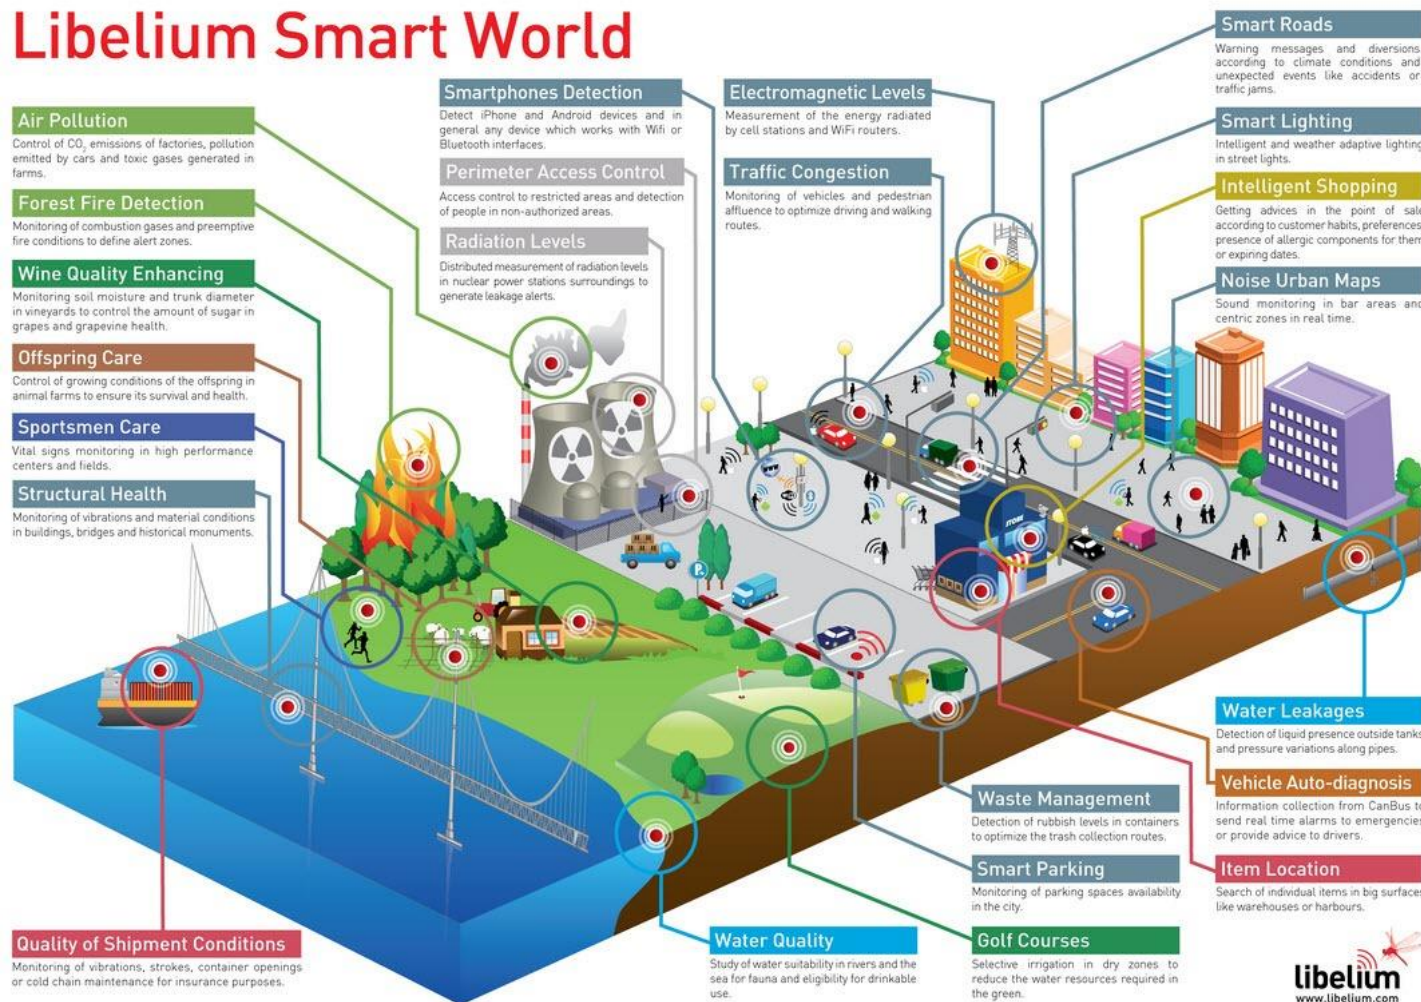 Libelium Smart World
Air Pollution
Control of CO₂ emissions of factories, pollution
emitted by cars and toxic gases generated in
farms.
Forest Fire Detection
Monitoring of combustion gases and preemptive
fire conditions to define alert zones.
Wine Quality Enhancing
Monitoring soil moisture and trunk diameter
in vineyards to control the amount of sugar in
grapes and grapevine health.
Offspring Care
Control of growing conditions of the offspring in
animal farms to ensure its survival and health.
Sportsmen Care
Vital signs monitoring in high performance
centers and fields.
Structural Health
Monitoring of vibrations and material conditions
in buildings, bridges and historical monuments.
Quality of Shipment Conditions
Monitoring of vibrations, strokes, container openings
or cold chain maintenance for insurance purposes.
Smartphones Detection
Detect iPhone and Android devices and in
general any device which works with Wifi or
Bluetooth interfaces.
Perimeter Access Control
Access control to restricted areas and detection
of people in non-authorized areas.
Radiation Levels
Distributed measurement of radiation levels
in nuclear power stations surroundings to
generate leakage alerts.
Electromagnetic Levels
Measurement of the energy radiated
by cell stations and WiFi routers.
Traffic Congestion
Monitoring of vehicles and pedestrian
affluence to optimize driving and walking
routes.
Smart Roads
Warning messages and diversions
according to climate conditions and
unexpected events like accidents or
traffic jams.
Smart Lighting
Intelligent and weather adaptive lighting
in street lights.
Intelligent Shopping
Getting advices in the point of sale
according to customer habits, preferences,
presence of allergic components for them
or expiring dates.
Noise Urban Maps
Sound monitoring in bar areas and
centric zones in real time.
STORE
P
Water Leakages
Detection of liquid presence outside tanks
and pressure variations along pipes.
Vehicle Auto-diagnosis
Information collection from CanBus to
send real time alarms to emergencies
or provide advice to drivers.
Item Location
Search of individual items in big surfaces
like warehouses or harbours.
Waste Management
Detection of rubbish levels in containers
to optimize the trash collection routes.
Smart Parking
Monitoring of parking spaces availability
in the city.
Golf Courses
Selective irrigation in dry zones to
reduce the water resources required in
the green.
Water Quality
Study of water suitability in rivers and the
sea for fauna and eligibility for drinkable
use.
libelium
www.libelium.com